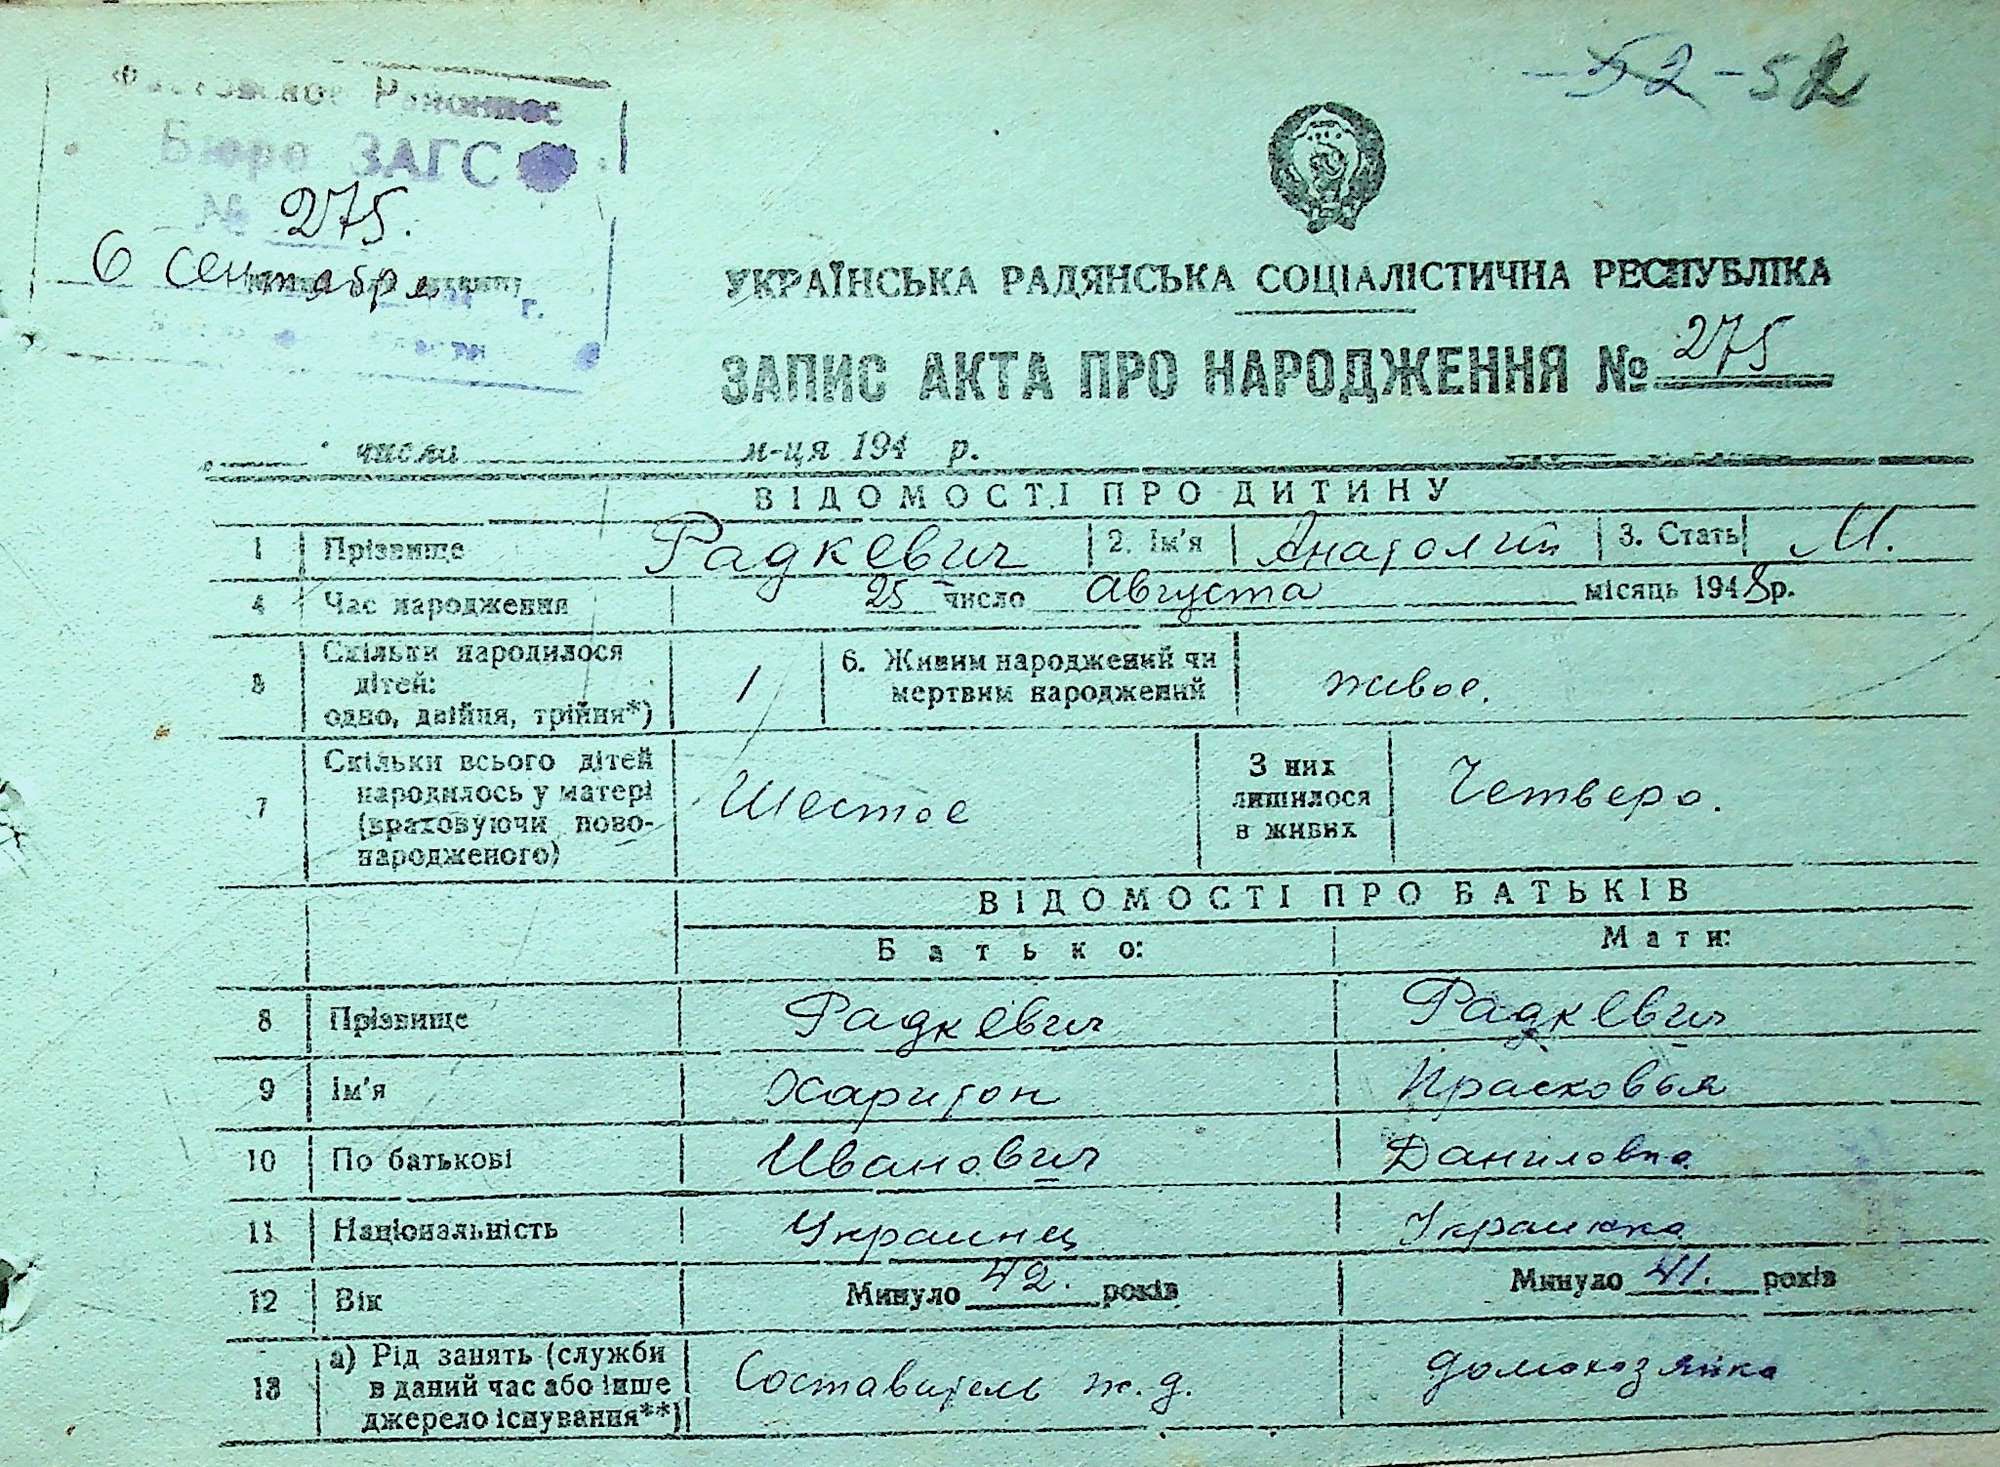 52-52
Фастовское Районное
Бюро ЗАГС
№ 275.
6 сентября
г.
УКРАЇНСЬКА РАДЯНСЬКА СОЦІАЛІСТИЧНА РЕСПУБЛІКА
ЗАПИС АКТА ПРО НАРОДЖЕННЯ № 275
числа м-ця 194 р.
ВІДОМОСТІ ПРО ДИТИНУ
1 Прізвище Радкевич 2. Ім'я Анатолий 3. Стать М.
4 Час народження 25 число Августа місяць 1948 р.
5 Скільки народилося
дітей:
одно, двійця, трійня*) 1 6. Живим народжений чи
мертвим народжений живое.
7 Скільки всього дітей
народилось у матері
(враховуючи ново-
народженого) Шестое З них
лишилося
в живих Четверо.
ВІДОМОСТІ ПРО БАТЬКІВ
Батько: Мати:
8 Прізвище Радкевич Радкевич
9 Ім'я Харитон Прасковья
10 По батькові Иванович Даниловна
11 Національність Украинец Украинка
12 Вік Минуло 42. років Минуло 41. років
13 а) Рід занять (служби
в даний час або інше
джерело існування**) Составитель ж.д. домохозяйка